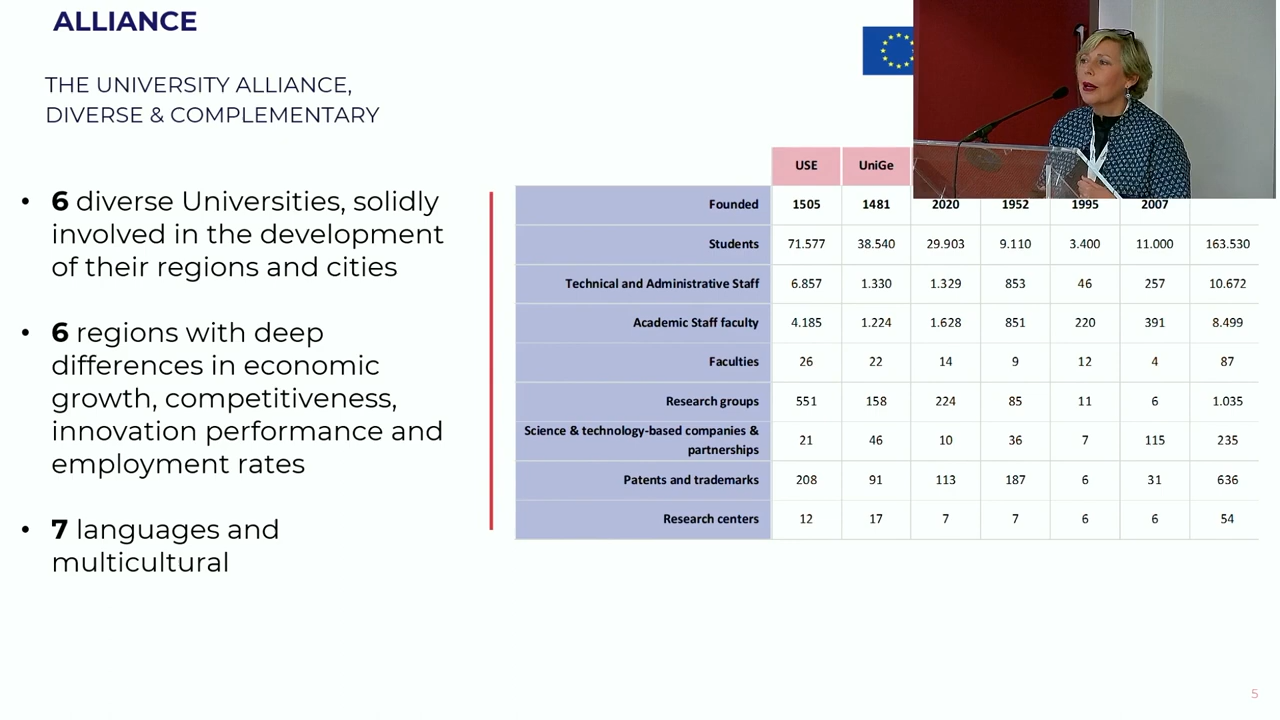 ALLIANCE
THE UNIVERSITY ALLIANCE,
DIVERSE & COMPLEMENTARY
• 6 diverse Universities, solidly
involved in the development
of their regions and cities
• 6 regions with deep
differences in economic
growth, competitiveness,
innovation performance and
employment rates
• 7 languages and
multicultural
USE UniGe
Founded 1505 1481 2020 1952 1995 2007
Students 71.577 38.540 29.903 9.110 3.400 11.000 163.530
Technical and Administrative Staff 6.857 1.330 1.329 853 46 257 10.672
Academic Staff faculty 4.185 1.224 1.628 851 220 391 8.499
Faculties 26 22 14 9 12 4 87
Research groups 551 158 224 85 11 6 1.035
Science & technology-based companies &
partnerships 21 46 10 36 7 115 235
Patents and trademarks 208 91 113 187 6 31 636
Research centers 12 17 7 7 6 6 54
5